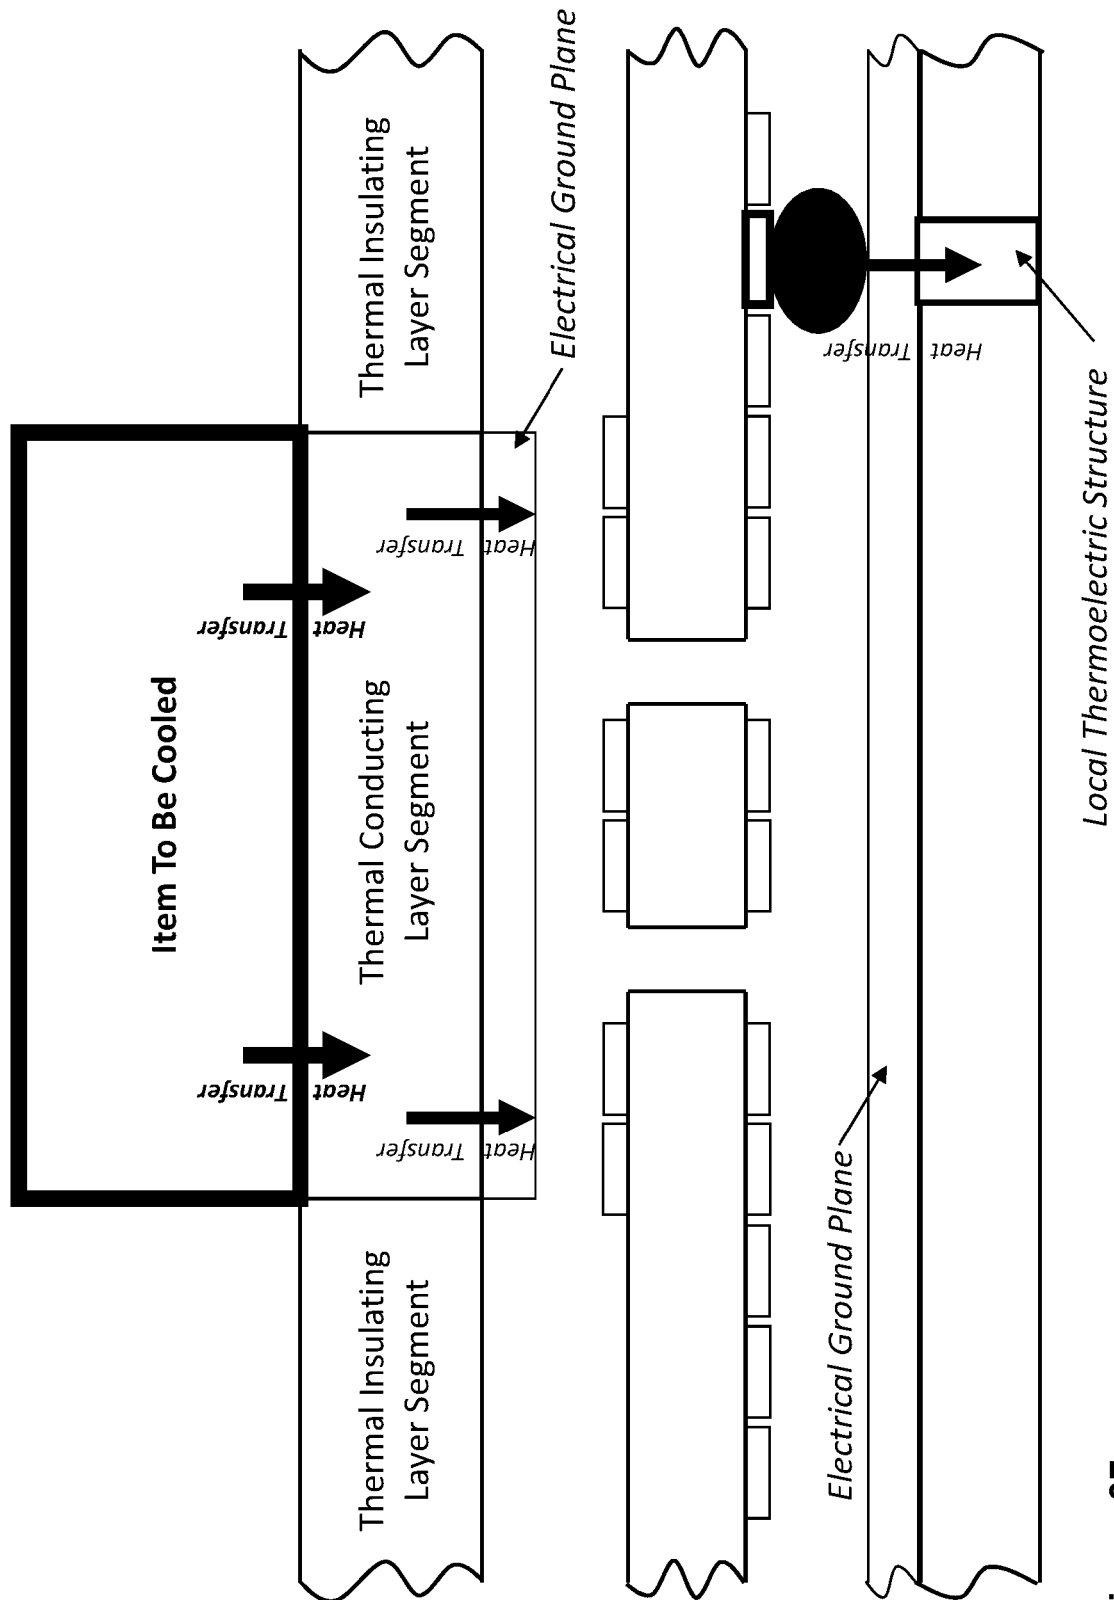 Item To Be Cooled
Heat
Transfer
Heat
Transfer
Thermal Insulating
Layer Segment
Thermal Conducting
Layer Segment
Thermal Insulating
Layer Segment
Heat
Transfer
Heat
Transfer
Electrical Ground Plane
Electrical Ground Plane
Heat
Transfer
Local Thermoelectric Structure